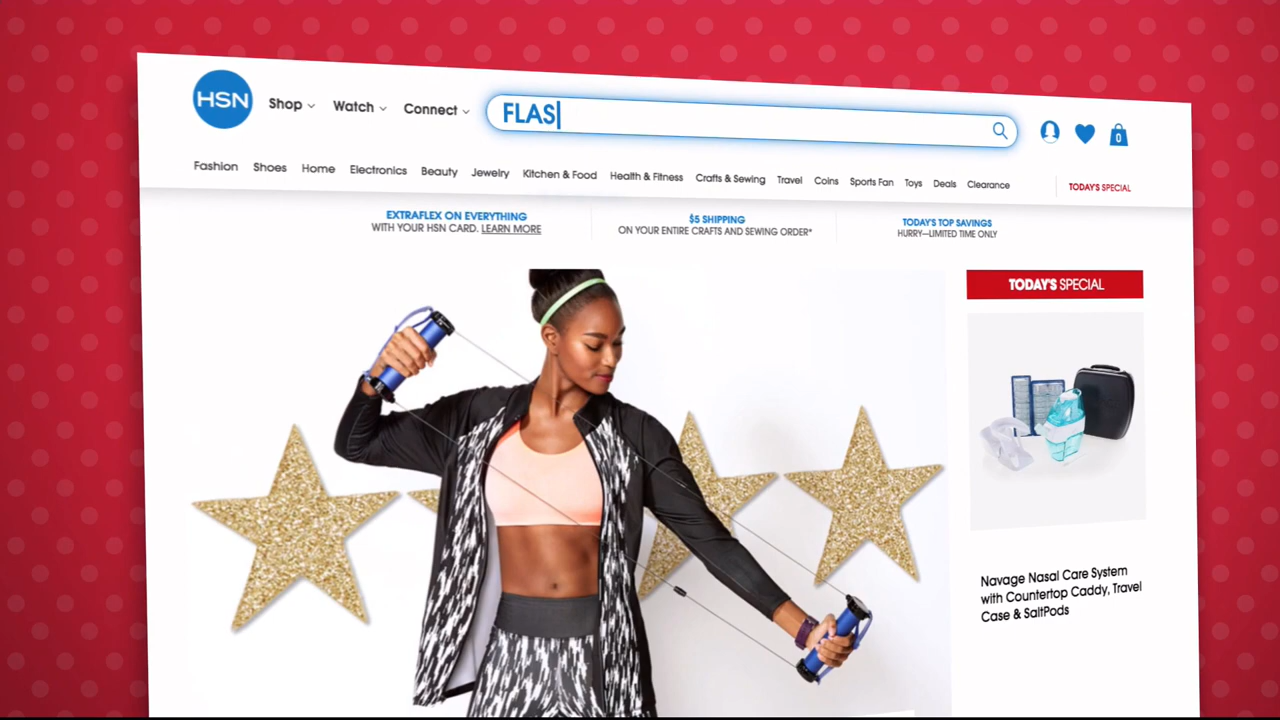 HSN
Shop
Watch
Connect
FLAS
0
Fashion
Shoes
Home
Electronics
Beauty
Jewelry
Kitchen & Food
Health & Fitness
Crafts & Sewing
Travel
Coins
Sports Fan
Toys
Deals
Clearance
TODAY'S SPECIAL
EXTRAFLEX ON EVERYTHING
WITH YOUR HSN CARD. LEARN MORE
$5 SHIPPING
ON YOUR ENTIRE CRAFTS AND SEWING ORDER*
TODAY'S TOP SAVINGS
HURRY—LIMITED TIME ONLY
TODAY'S SPECIAL
Navage Nasal Care System
with Countertop Caddy, Travel
Case & SaltPods